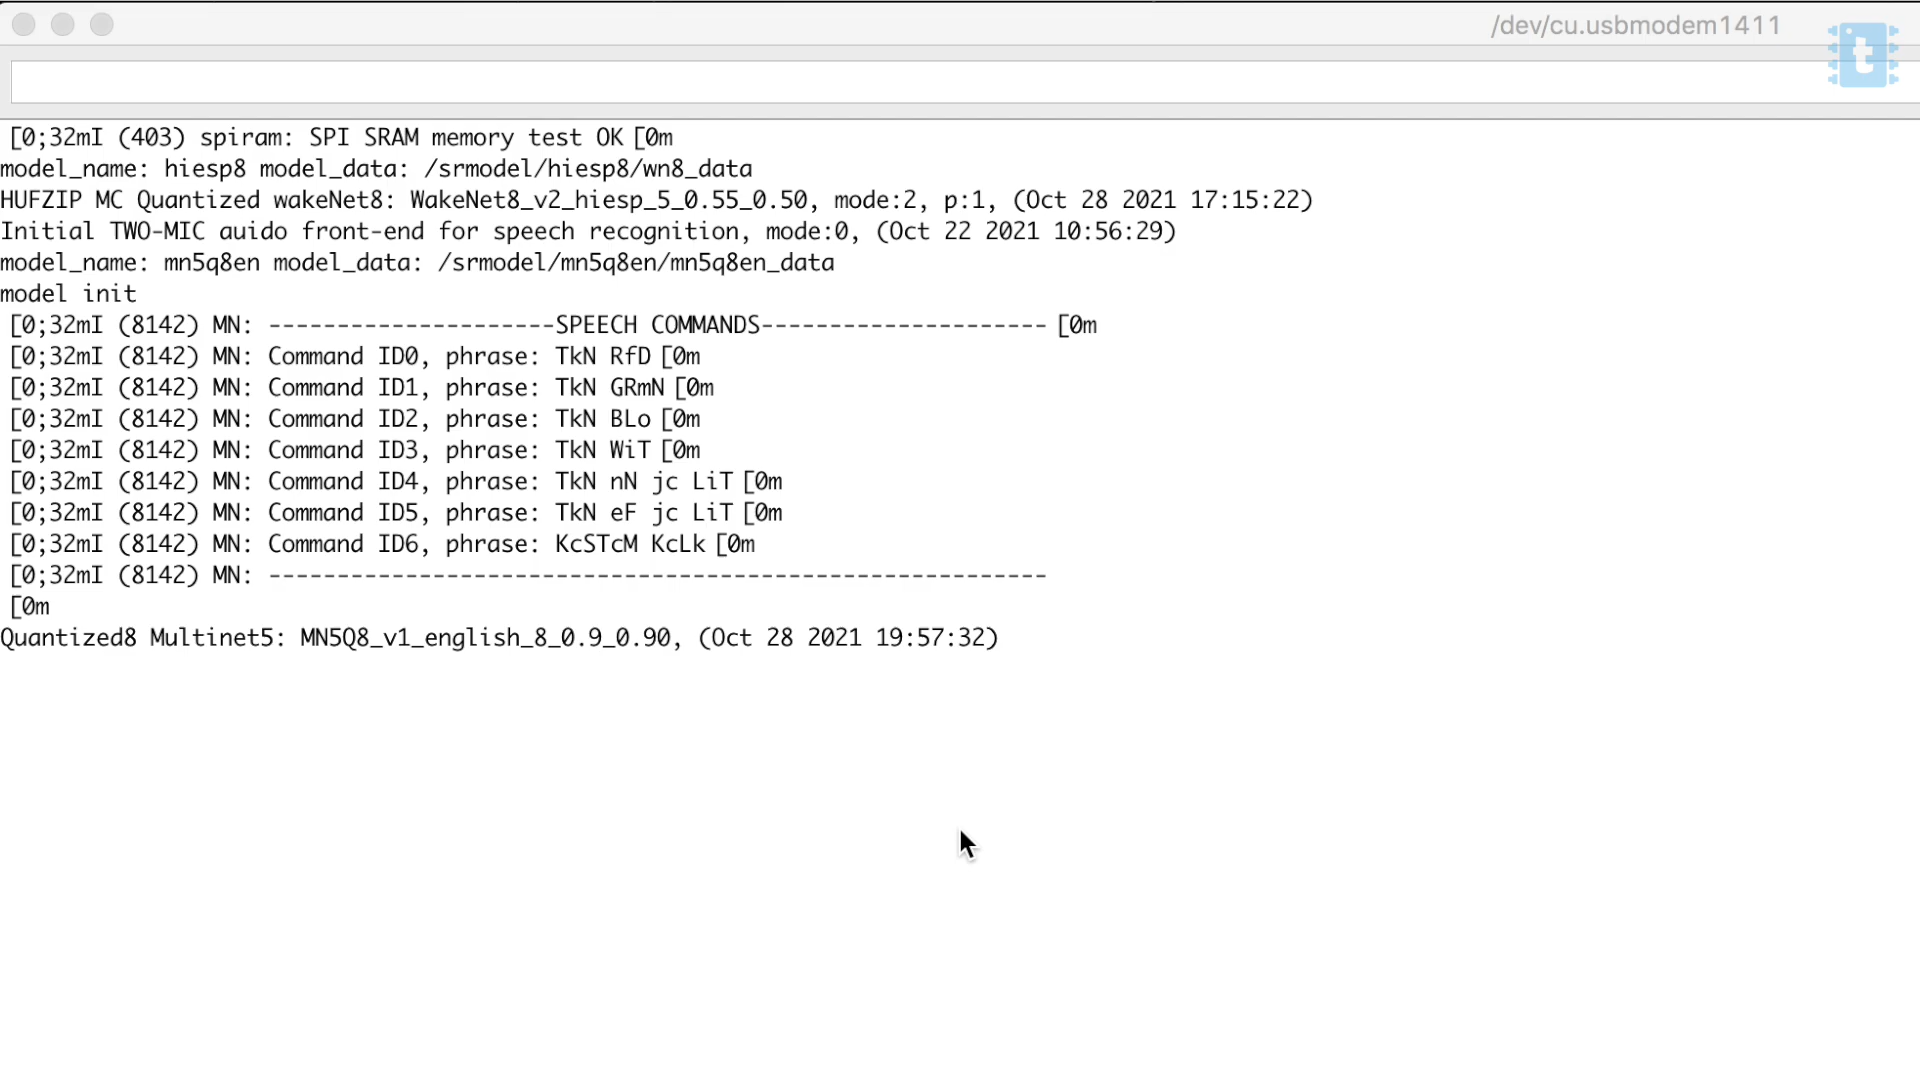 /dev/cu.usbmodem1411
t
[0;32mI (403) spiram: SPI SRAM memory test OK [0m
model_name: hiesp8 model_data: /srmodel/hiesp8/wn8_data
HUFZIP MC Quantized wakeNet8: WakeNet8_v2_hiesp_5_0.55_0.50, mode:2, p:1, (Oct 28 2021 17:15:22)
Initial TWO-MIC auido front-end for speech recognition, mode:0, (Oct 22 2021 10:56:29)
model_name: mn5q8en model_data: /srmodel/mn5q8en/mn5q8en_data
model init
[0;32mI (8142) MN: ---------------------SPEECH COMMANDS--------------------- [0m
[0;32mI (8142) MN: Command ID0, phrase: TkN RfD [0m
[0;32mI (8142) MN: Command ID1, phrase: TkN GRmN [0m
[0;32mI (8142) MN: Command ID2, phrase: TkN BLo [0m
[0;32mI (8142) MN: Command ID3, phrase: TkN WiT [0m
[0;32mI (8142) MN: Command ID4, phrase: TkN nN jc LiT [0m
[0;32mI (8142) MN: Command ID5, phrase: TkN eF jc LiT [0m
[0;32mI (8142) MN: Command ID6, phrase: KcSTcM KcLk [0m
[0;32mI (8142) MN: ---------------------------------------------------------
[0m
Quantized8 Multinet5: MN5Q8_v1_english_8_0.9_0.90, (Oct 28 2021 19:57:32)